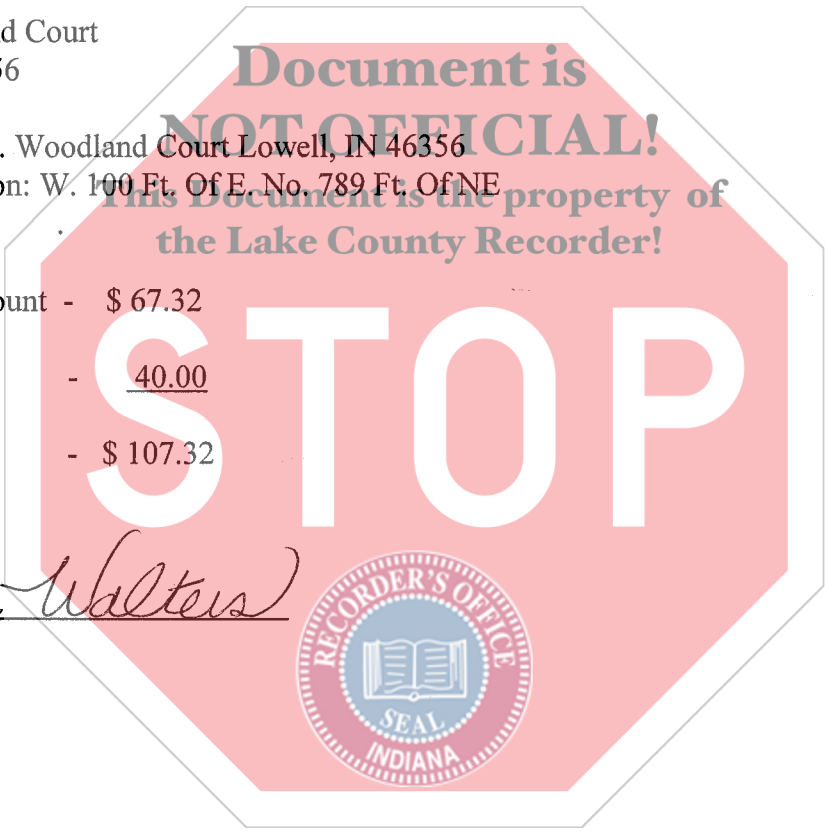 d Court
56
Document is
NOT OFFICIAL!
. Woodland Court Lowell, IN 46356
on: W. 100 Ft. Of E. No. 789 Ft. Of NE
This Document is the property of
the Lake County Recorder!
ount - $ 67.32
- 40.00
- $ 107.32
STOP
Walters
RECORDER'S OFFICE
SEAL
INDIANA